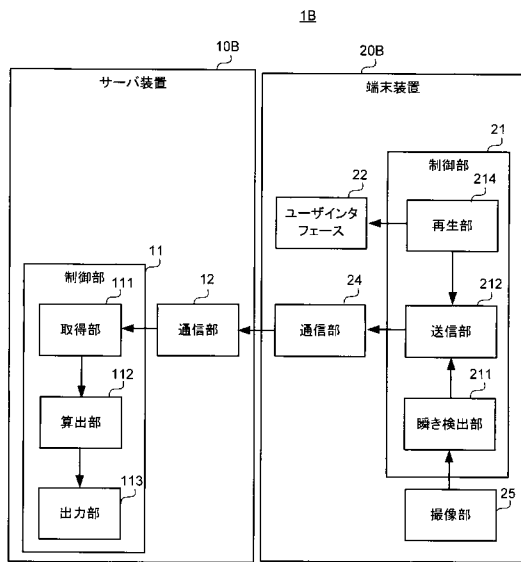 1B
10B
サーバ装置
20B
端末装置
21
制御部
22
ユーザインタ
フェース
214
再生部
11
制御部
111
取得部
12
通信部
24
通信部
212
送信部
112
算出部
211
瞬き検出部
113
出力部
撮像部
25